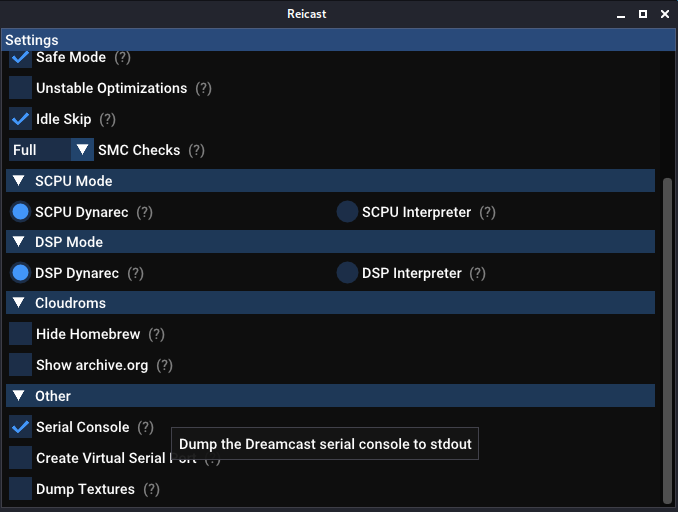 Reicast
Settings
Safe Mode (?)
Unstable Optimizations (?)
Idle Skip (?)
Full SMC Checks (?)
SCPU Mode
SCPU Dynarec (?) SCPU Interpreter (?)
DSP Mode
DSP Dynarec (?) DSP Interpreter (?)
Cloudroms
Hide Homebrew (?)
Show archive.org (?)
Other
Serial Console (?)
Dump the Dreamcast serial console to stdout
Create Virtual Serial Port (?)
Dump Textures (?)